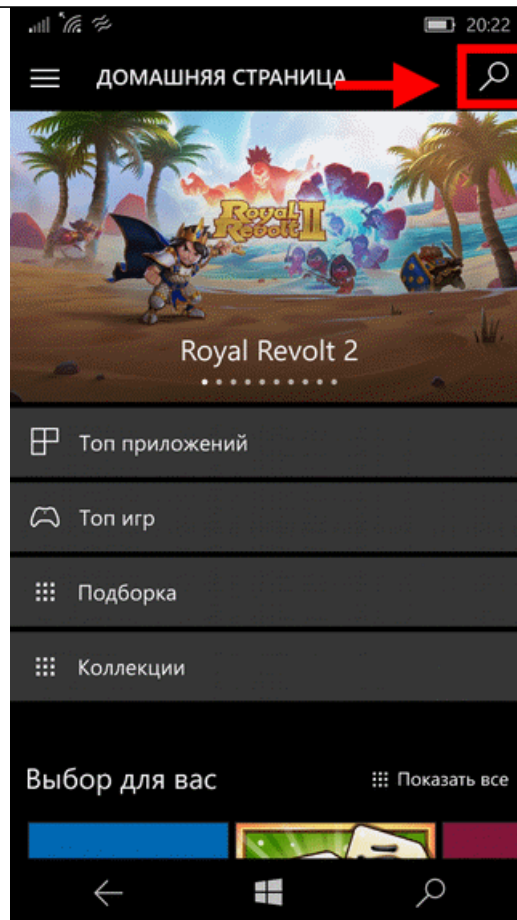 20:22
ДОМАШНЯЯ СТРАНИЦА
Royal
Revolt II
Royal Revolt 2
Топ приложений
Топ игр
Подборка
Коллекции
Выбор для вас
Показать все